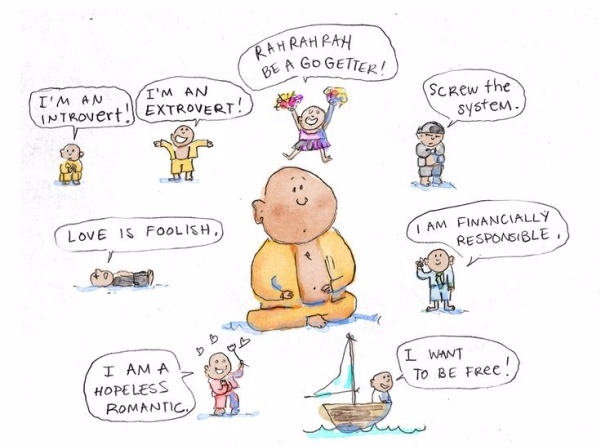 RAH RAH RAH
BE A GO GETTER!
I'M AN
INTROVERT!
I'M AN
EXTROVERT!
SCREW THE
SYSTEM.
LOVE IS FOOLISH.
I AM FINANCIALLY
RESPONSIBLE.
I AM A
HOPELESS
ROMANTIC.
I WANT
TO BE FREE!